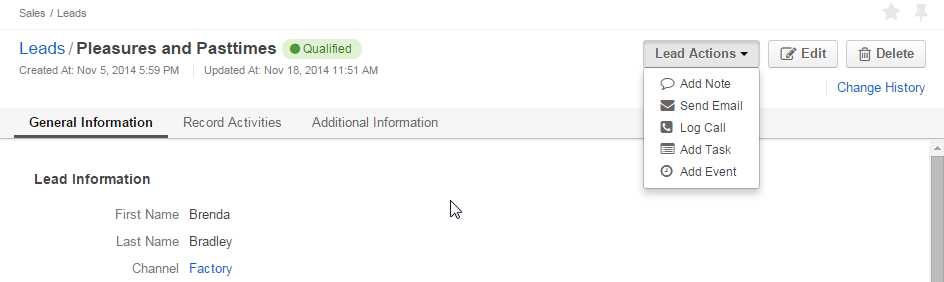 Sales / Leads
Leads / Pleasures and Pasttimes Qualified
Lead Actions Edit Delete
Created At: Nov 5, 2014 5:59 PM Updated At: Nov 18, 2014 11:51 AM
Add Note
Change History
Send Email
General Information Record Activities Additional Information
Log Call
Add Task
Add Event
Lead Information
First Name Brenda
Last Name Bradley
Channel Factory